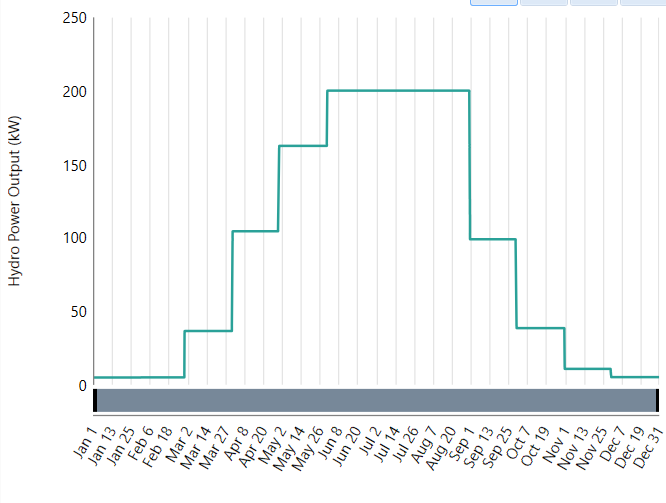 Hydro Power Output (kW)
250
200
150
100
50
0
Jan 1
Jan 13
Jan 25
Feb 6
Feb 18
Mar 2
Mar 14
Mar 27
Apr 8
Apr 20
May 2
May 14
May 26
Jun 8
Jun 20
Jul 2
Jul 14
Jul 26
Aug 7
Aug 20
Sep 1
Sep 13
Sep 25
Oct 7
Oct 19
Nov 1
Nov 13
Nov 25
Dec 7
Dec 19
Dec 31